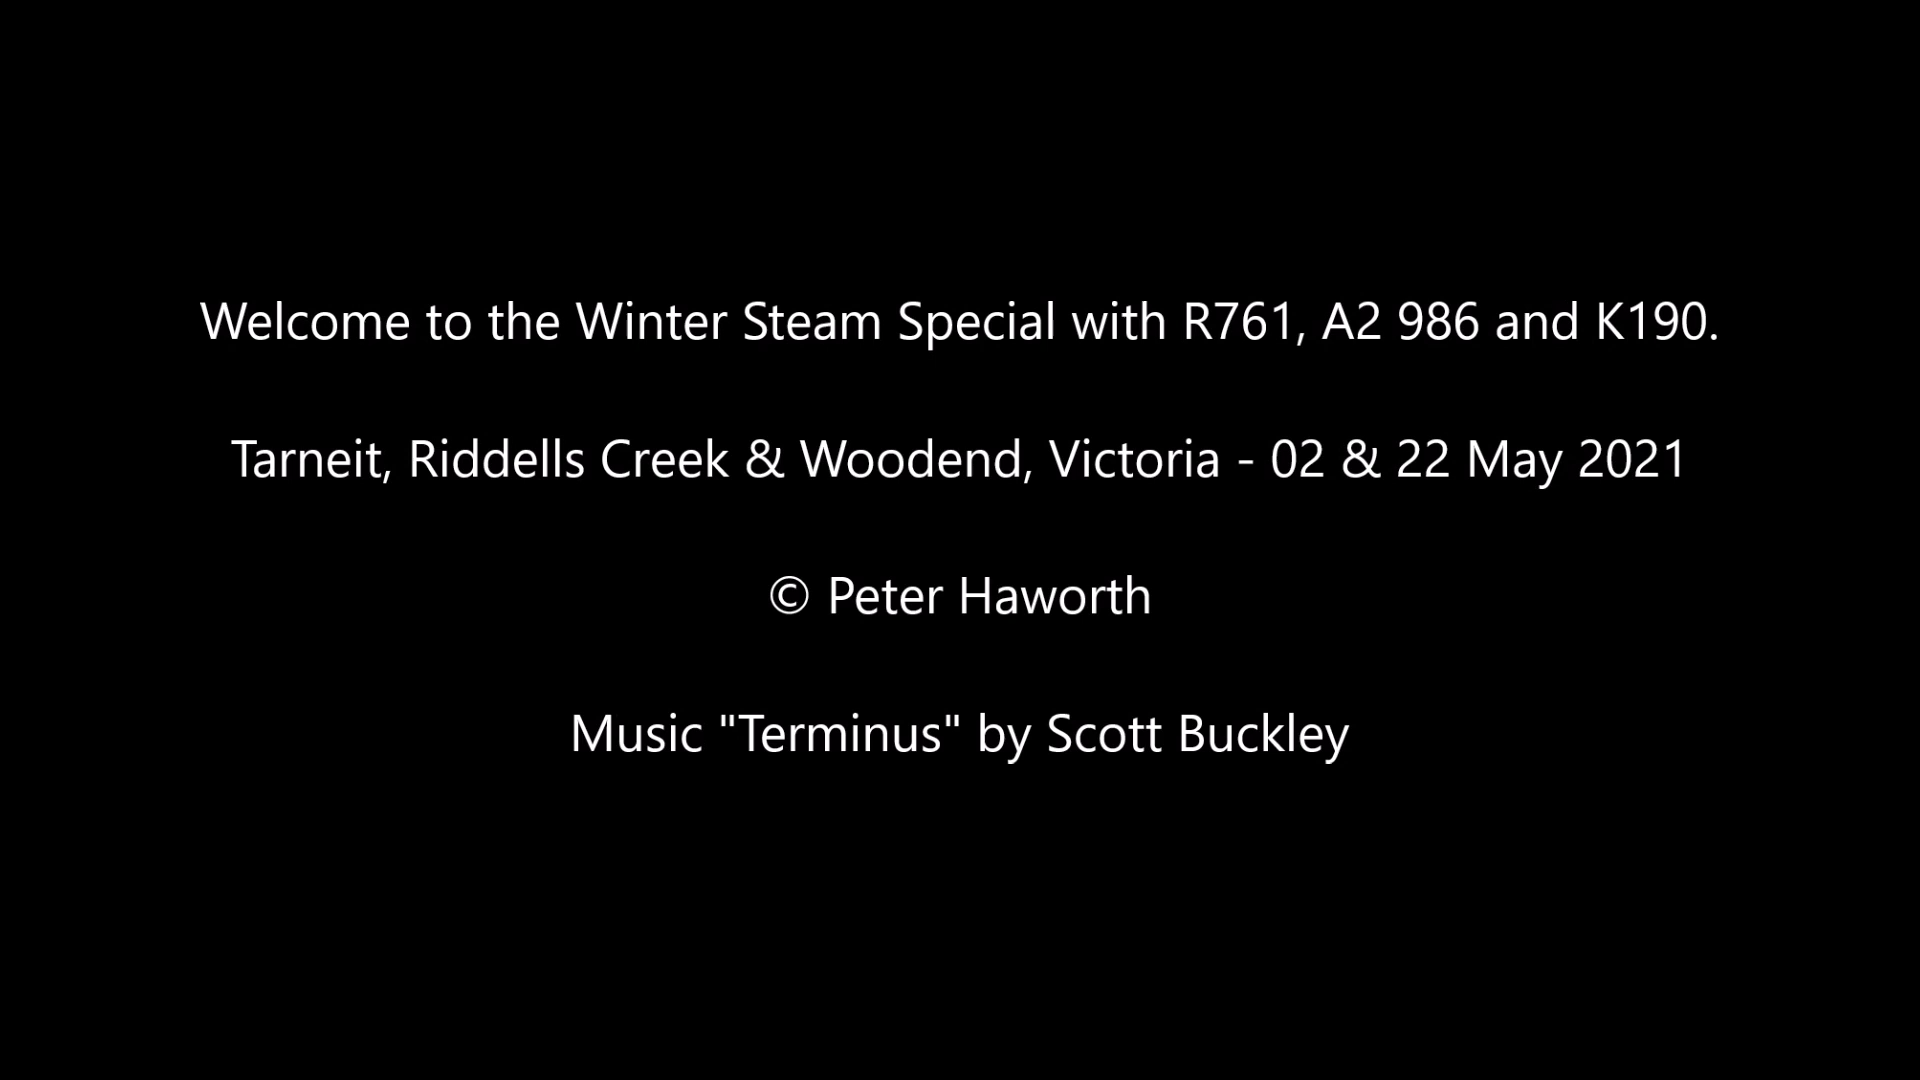 Welcome to the Winter Steam Special with R761, A2 986 and K190.
Tarneit, Riddells Creek & Woodend, Victoria - 02 & 22 May 2021
© Peter Haworth
Music "Terminus" by Scott Buckley